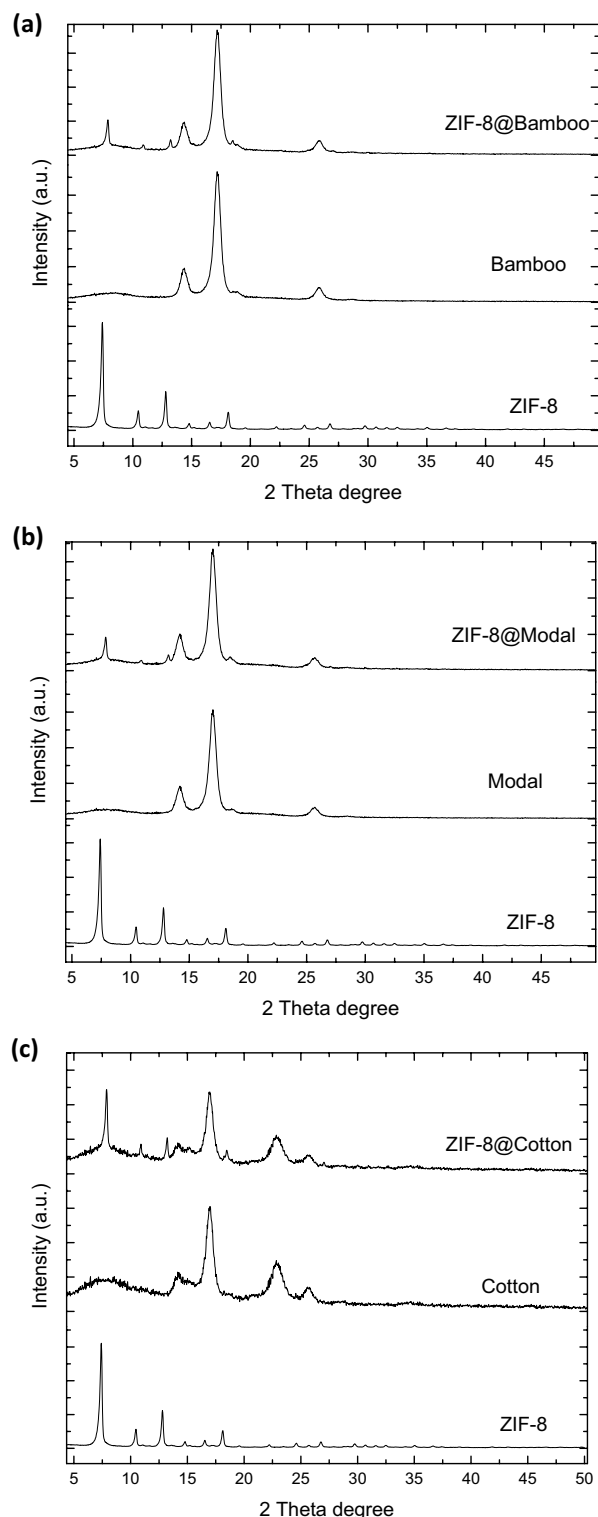 (a)
ZIF-8@Bamboo
Bamboo
ZIF-8
Intensity (a.u.)
5 10 15 20 25 30 35 40 45
2 Theta degree
(b)
ZIF-8@Modal
Modal
ZIF-8
Intensity (a.u.)
5 10 15 20 25 30 35 40 45
2 Theta degree
(c)
ZIF-8@Cotton
Cotton
ZIF-8
Intensity (a.u.)
5 10 15 20 25 30 35 40 45 50
2 Theta degree